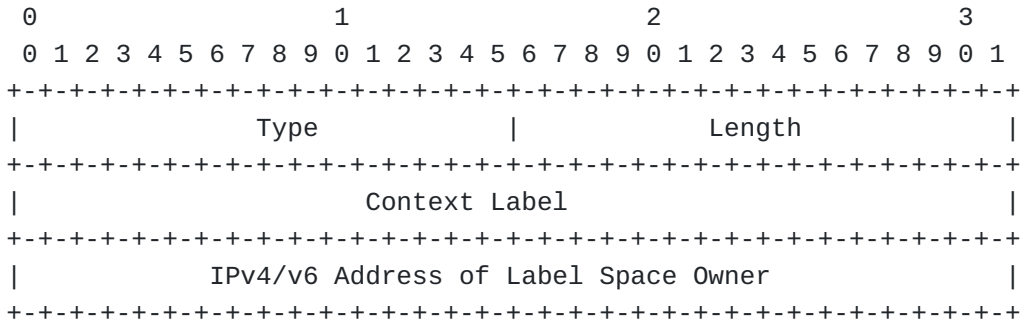 0                   1                   2                   3
 0 1 2 3 4 5 6 7 8 9 0 1 2 3 4 5 6 7 8 9 0 1 2 3 4 5 6 7 8 9 0 1
+-+-+-+-+-+-+-+-+-+-+-+-+-+-+-+-+-+-+-+-+-+-+-+-+-+-+-+-+-+-+-+-+
|               Type            |            Length             |
+-+-+-+-+-+-+-+-+-+-+-+-+-+-+-+-+-+-+-+-+-+-+-+-+-+-+-+-+-+-+-+-+
|                      Context Label                            |
+-+-+-+-+-+-+-+-+-+-+-+-+-+-+-+-+-+-+-+-+-+-+-+-+-+-+-+-+-+-+-+-+
|            IPv4/v6 Address of Label Space Owner               |
+-+-+-+-+-+-+-+-+-+-+-+-+-+-+-+-+-+-+-+-+-+-+-+-+-+-+-+-+-+-+-+-+